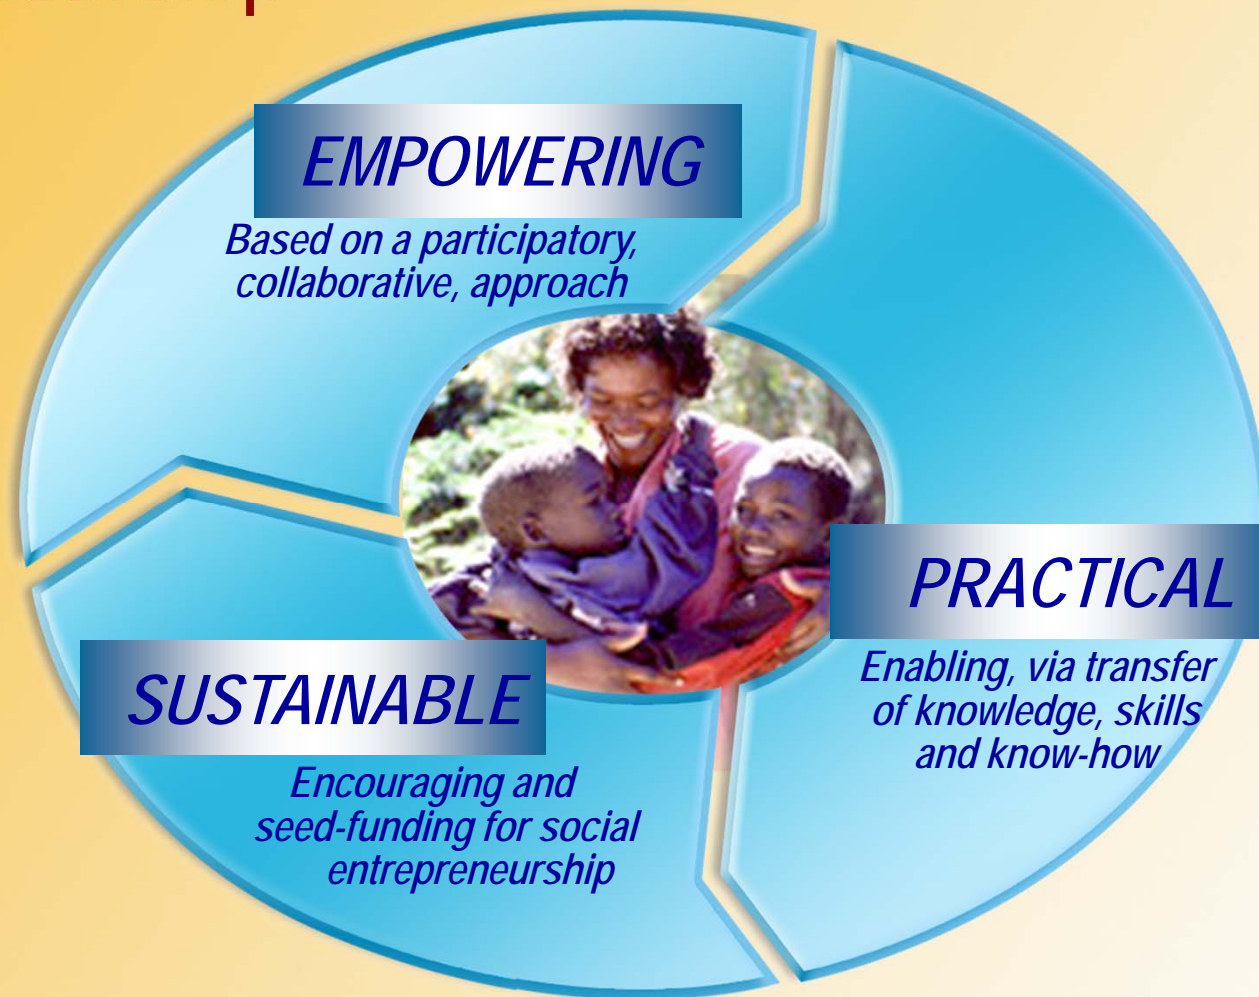 EMPOWERING
Based on a participatory,
collaborative, approach
PRACTICAL
Enabling, via transfer
of knowledge, skills
and know-how
SUSTAINABLE
Encouraging and
seed-funding for social
entrepreneurship